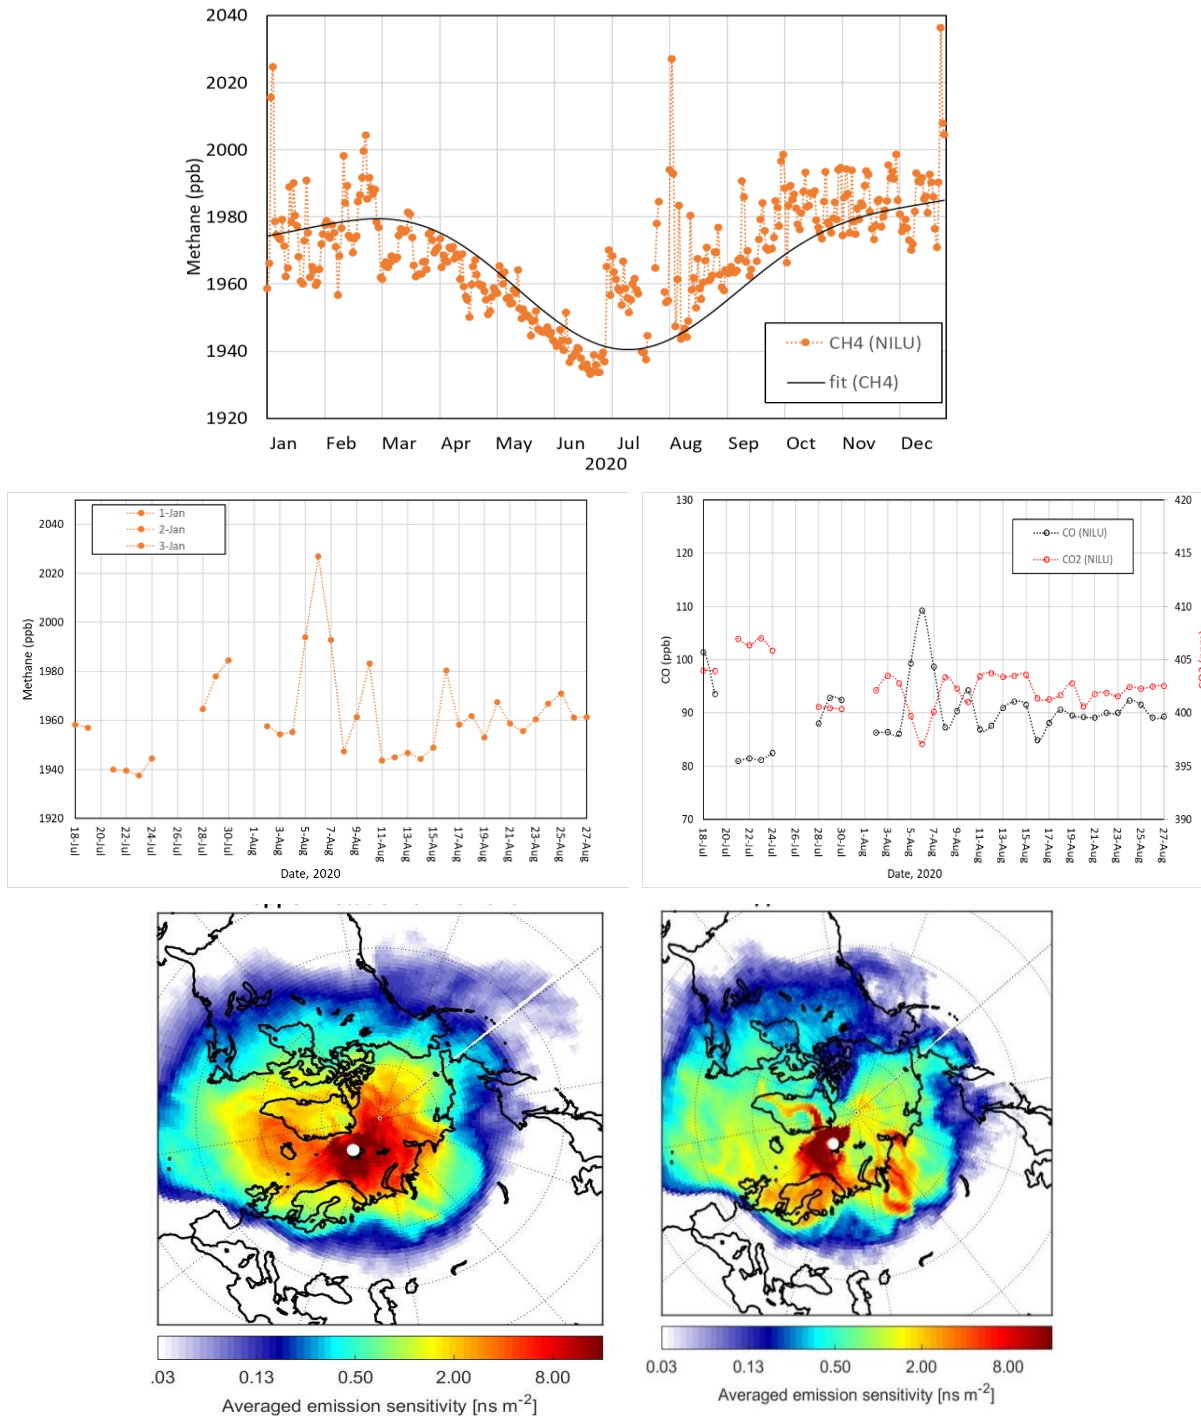 2040
2020
2000
1980
1960
1940
1920
Methane (ppb)
CH4 (NILU)
fit (CH4)
Jan Feb Mar Apr May Jun Jul Aug Sep Oct Nov Dec
2020
2040
2020
2000
1980
1960
1940
1920
Methane (ppb)
1-Jan
2-Jan
3-Jan
18-Jul 20-Jul 22-Jul 24-Jul 26-Jul 28-Jul 30-Jul 1-Aug 3-Aug 5-Aug 7-Aug 9-Aug 11-Aug 13-Aug 15-Aug 17-Aug 19-Aug 21-Aug 23-Aug 25-Aug 27-Aug
Date, 2020
130
120
110
100
90
80
70
CO (ppb)
CO (NILU)
CO2 (NILU)
420
415
410
405
400
395
390
18-Jul 20-Jul 22-Jul 24-Jul 26-Jul 28-Jul 30-Jul 1-Aug 3-Aug 5-Aug 7-Aug 9-Aug 11-Aug 13-Aug 15-Aug 17-Aug 19-Aug 21-Aug 23-Aug 25-Aug 27-Aug
Date, 2020
.03 0.13 0.50 2.00 8.00
Averaged emission sensitivity [ns m⁻²]
0.03 0.13 0.50 2.00 8.00
Averaged emission sensitivity [ns m⁻²]